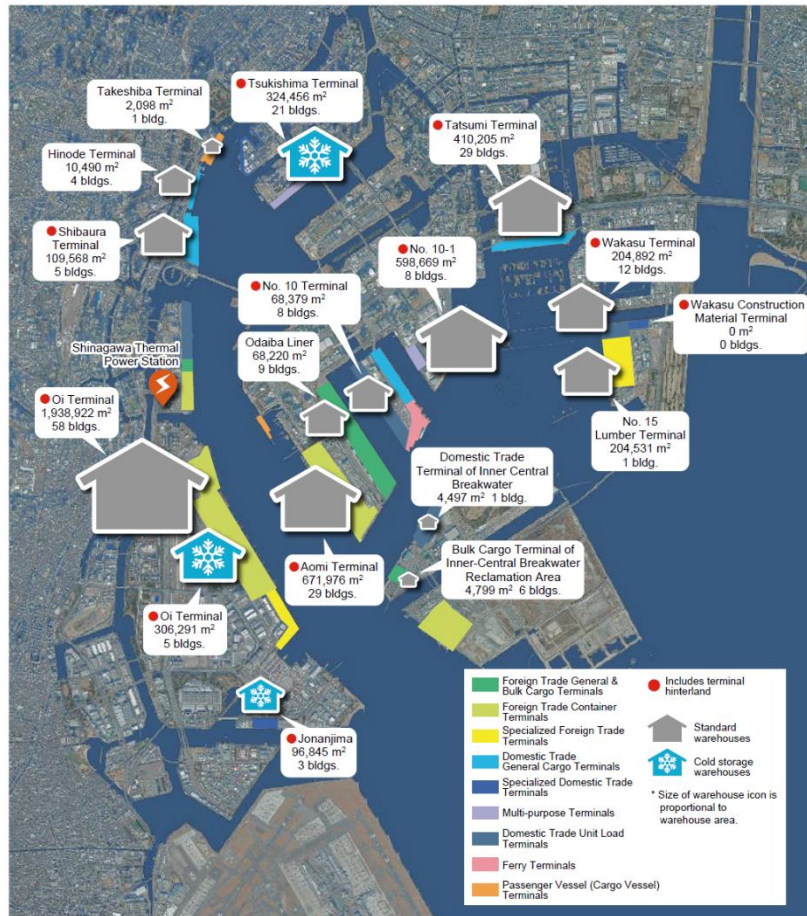 Takeshiba Terminal
2,098 m²
1 bldg.
Tsukishima Terminal
324,456 m²
21 bldgs.
Tatsumi Terminal
410,205 m²
29 bldgs.
Hinode Terminal
10,490 m²
4 bldgs.
Shibaura
Terminal
109,568 m²
5 bldgs.
No. 10-1
598,669 m²
8 bldgs.
Wakasu Terminal
204,892 m²
12 bldgs.
No. 10 Terminal
68,379 m²
8 bldgs.
Wakasu Construction
Material Terminal
0 m²
0 bldgs.
Odaiba Liner
68,220 m²
9 bldgs.
Shinagawa Thermal
Power Station
Oi Terminal
1,938,922 m²
58 bldgs.
No. 15
Lumber Terminal
204,531 m²
1 bldg.
Domestic Trade
Terminal of Inner Central
Breakwater
4,497 m² 1 bldg.
Aomi Terminal
671,976 m²
29 bldgs.
Bulk Cargo Terminal of
Inner-Central Breakwater
Reclamation Area
4,799 m² 6 bldgs.
Oi Terminal
306,291 m²
5 bldgs.
Jonanjima
96,845 m²
3 bldgs.
Foreign Trade General &
Bulk Cargo Terminals
Foreign Trade Container
Terminals
Specialized Foreign Trade
Terminals
Domestic Trade
General Cargo Terminals
Specialized Domestic Trade
Terminals
Multi-purpose Terminals
Domestic Trade Unit Load
Terminals
Ferry Terminals
Passenger Vessel (Cargo Vessel)
Terminals
Includes terminal
hinterland
Standard
warehouses
Cold storage
warehouses
* Size of warehouse icon is
proportional to
warehouse area.